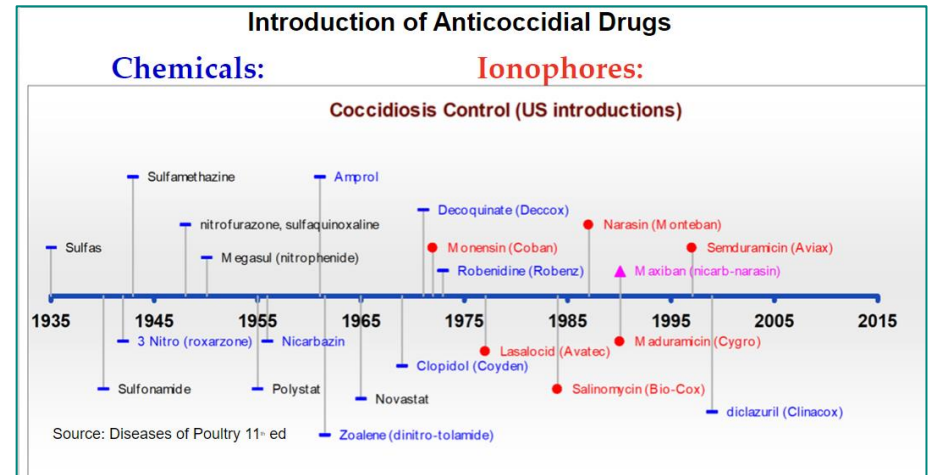 Introduction of Anticoccidial Drugs
Chemicals: Ionophores:
Coccidiosis Control (US introductions)
Sulfamethazine
Amprol
Decoquinate (Deccox)
nitrofurazone, sulfaquinoxaline
Narasin (Monteban)
Sulfas
Monensin (Coban)
Semduramicin (Aviax)
Megasul (nitrophenide)
Robenidine (Robenz)
Maxiban (nicarb-narasin)
1935 1945 1955 1965 1975 1985 1995 2005 2015
3 Nitro (roxarzone)
Nicarbazin
Maduramicin (Cygro)
Lasalocid (Avatec)
Clopidol (Coyden)
Sulfonamide
Polystat
Salinomycin (Bio-Cox)
Novastat
diclazuril (Clinacox)
Source: Diseases of Poultry 11th ed
Zoalene (dinitro-tolamide)